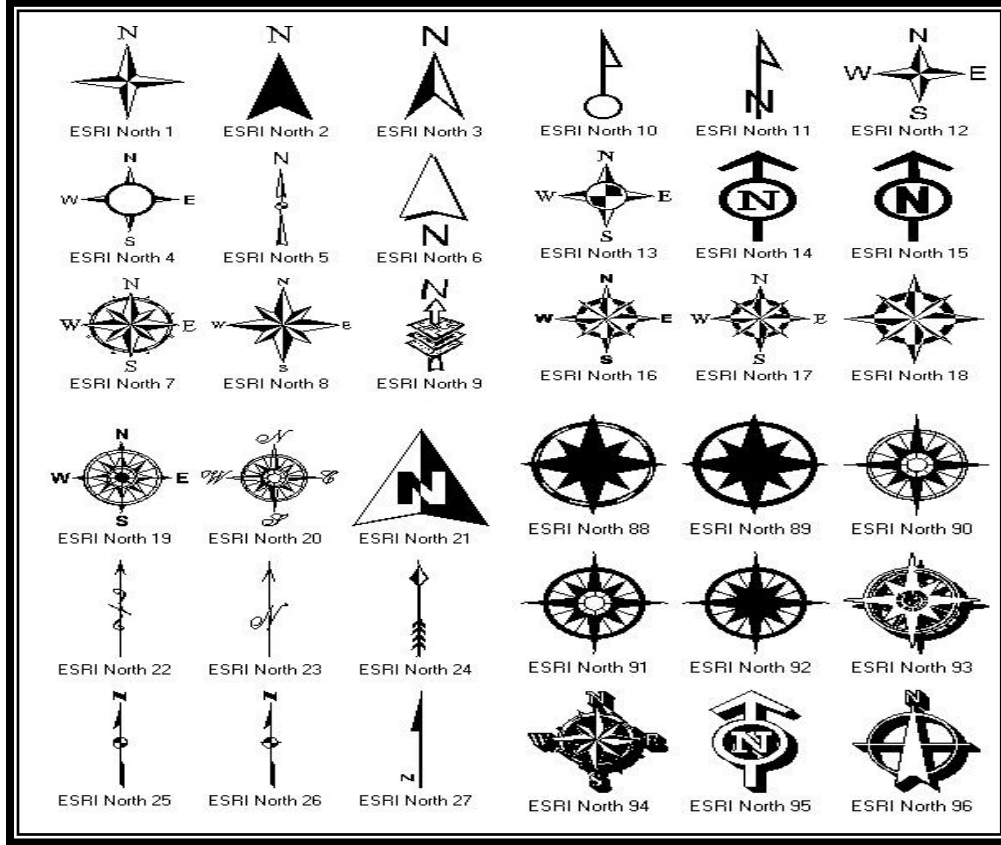 N N N N
ESRI North 1 ESRI North 2 ESRI North 3 ESRI North 10 N ESRI North 11 W E S ESRI North 12
N N N
W E S ESRI North 4 ESRI North 5 N ESRI North 6 W E S ESRI North 13 N ESRI North 14 N ESRI North 15
N N N N N
W E S ESRI North 7 W E S ESRI North 8 ESRI North 9 W E S ESRI North 16 W E S ESRI North 17 ESRI North 18
N N
W E S ESRI North 19 W E S ESRI North 20 N ESRI North 21 ESRI North 88 ESRI North 89 ESRI North 90
ESRI North 22 N ESRI North 23 ESRI North 24 ESRI North 91 ESRI North 92 ESRI North 93
N N N N
ESRI North 25 ESRI North 26 N ESRI North 27 W E S ESRI North 94 N ESRI North 95 ESRI North 96